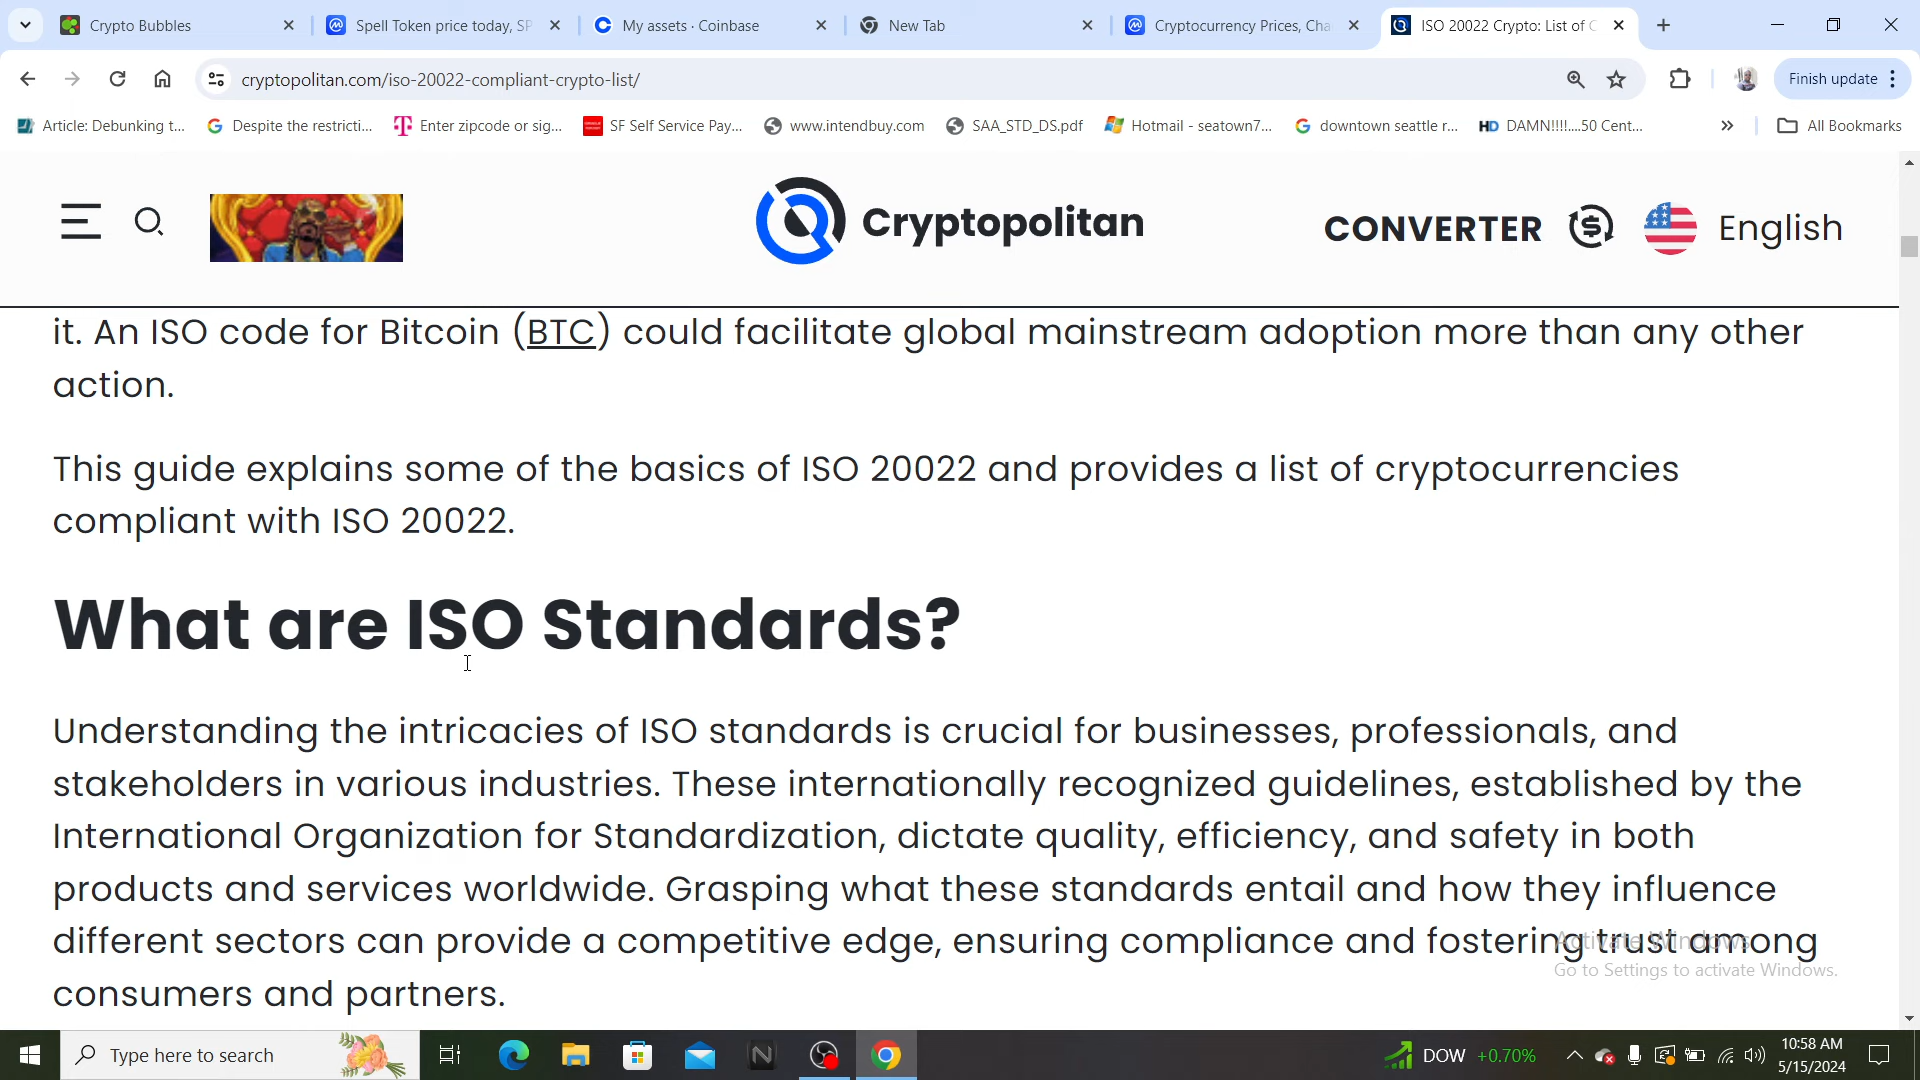 Crypto Bubbles
Spell Token price today, SP
My assets · Coinbase
New Tab
Cryptocurrency Prices, Cha
ISO 20022 Crypto: List of C
cryptopolitan.com/iso-20022-compliant-crypto-list/
Finish update
Article: Debunking t...
Despite the restricti...
Enter zipcode or sig...
SF Self Service Pay...
www.intendbuy.com
SAA_STD_DS.pdf
Hotmail - seatown7...
downtown seattle r...
HD DAMN!!!!....50 Cent...
»
All Bookmarks
Cryptopolitan
CONVERTER
English
it. An ISO code for Bitcoin (BTC) could facilitate global mainstream adoption more than any other
action.
This guide explains some of the basics of ISO 20022 and provides a list of cryptocurrencies
compliant with ISO 20022.
What are ISO Standards?
Understanding the intricacies of ISO standards is crucial for businesses, professionals, and
stakeholders in various industries. These internationally recognized guidelines, established by the
International Organization for Standardization, dictate quality, efficiency, and safety in both
products and services worldwide. Grasping what these standards entail and how they influence
different sectors can provide a competitive edge, ensuring compliance and fostering trust among
consumers and partners.
Activate Windows
Go to Settings to activate Windows.
Type here to search
DOW +0.70%
10:58 AM
5/15/2024